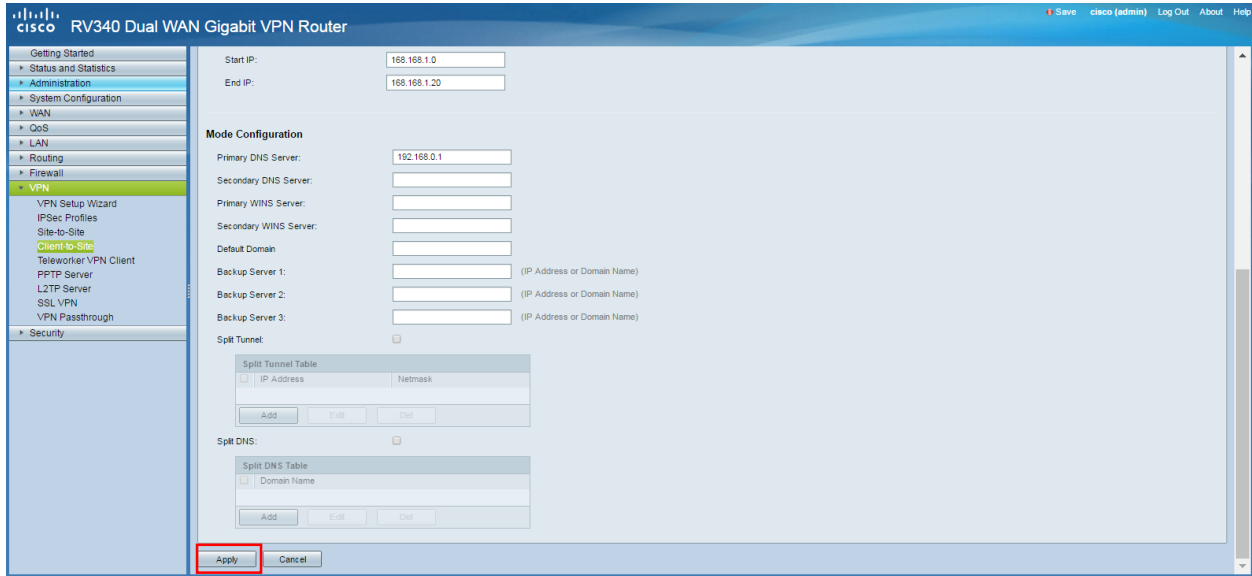 Save cisco (admin) Log Out About Help
cisco RV340 Dual WAN Gigabit VPN Router
Getting Started
Status and Statistics
Administration
System Configuration
WAN
QoS
LAN
Routing
Firewall
VPN
VPN Setup Wizard
IPSec Profiles
Site-to-Site
Client-to-Site
Teleworker VPN Client
PPTP Server
L2TP Server
SSL VPN
VPN Passthrough
Security
Start IP: 168.168.1.0
End IP: 168.168.1.20
Mode Configuration
Primary DNS Server: 192.168.0.1
Secondary DNS Server:
Primary WINS Server:
Secondary WINS Server:
Default Domain
Backup Server 1: (IP Address or Domain Name)
Backup Server 2: (IP Address or Domain Name)
Backup Server 3: (IP Address or Domain Name)
Split Tunnel:
Split Tunnel Table
IP Address Netmask
Add Edit Del
Split DNS:
Split DNS Table
Domain Name
Add Edit Del
Apply Cancel